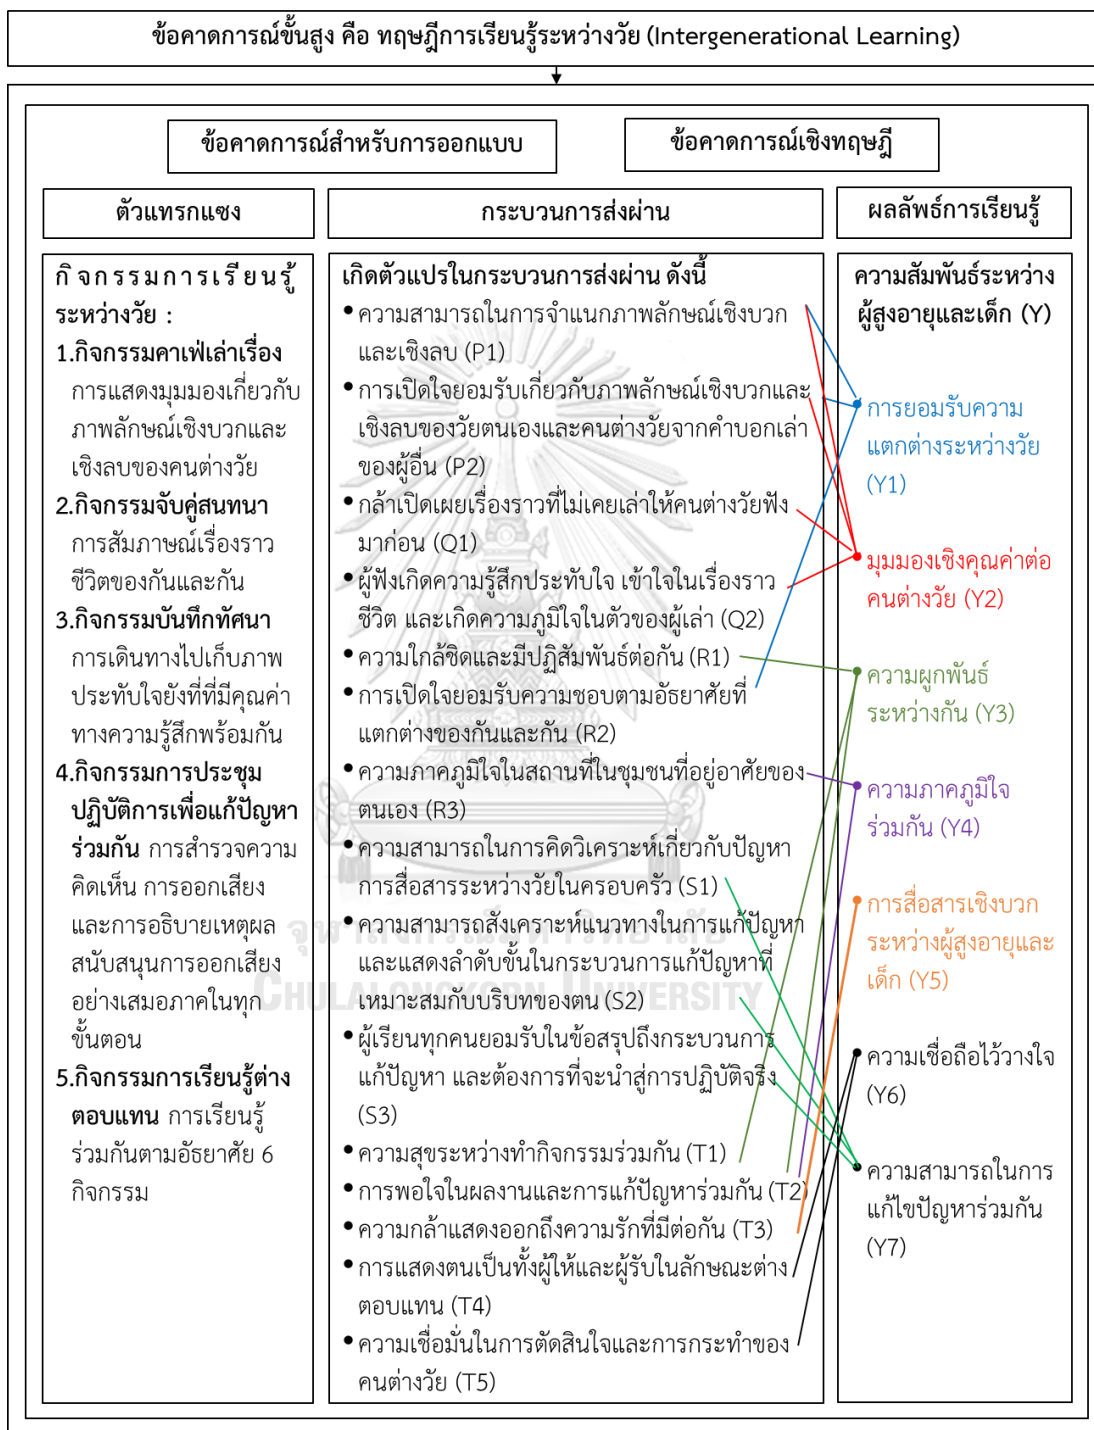 ข้อคาดการณ์ขั้นสูง คือ ทฤษฎีการเรียนรู้ระหว่างวัย (Intergenerational Learning)
ข้อคาดการณ์สำหรับการออกแบบ
ข้อคาดการณ์เชิงทฤษฎี
ตัวแทรกแซง
กระบวนการส่งผ่าน
ผลลัพธ์การเรียนรู้
กิจกรรมการเรียนรู้
ระหว่างวัย :
1.กิจกรรมคาเฟ่เล่าเรื่อง
การแสดงมุมมองเกี่ยวกับ
ภาพลักษณ์เชิงบวกและ
เชิงลบของคนต่างวัย
2.กิจกรรมจับคู่สนทนา
การสัมภาษณ์เรื่องราว
ชีวิตของกันและกัน
3.กิจกรรมบันทึกทัศนา
การเดินทางไปเก็บภาพ
ประทับใจยังที่ที่มีคุณค่า
ทางความรู้สึกพร้อมกัน
4.กิจกรรมการประชุม
ปฏิบัติการเพื่อแก้ปัญหา
ร่วมกัน การสำรวจความ
คิดเห็น การออกเสียง
และการอธิบายเหตุผล
สนับสนุนการออกเสียง
อย่างเสมอภาคในทุก
ขั้นตอน
5.กิจกรรมการเรียนรู้ต่าง
ตอบแทน การเรียนรู้
ร่วมกันตามอัธยาศัย 6
กิจกรรม
เกิดตัวแปรในกระบวนการส่งผ่าน ดังนี้
• ความสามารถในการจำแนกภาพลักษณ์เชิงบวก
และเชิงลบ (P1)
• การเปิดใจยอมรับเกี่ยวกับภาพลักษณ์เชิงบวกและ
เชิงลบของวัยตนเองและคนต่างวัยจากคำบอกเล่า
ของผู้อื่น (P2)
• กล้าเปิดเผยเรื่องราวที่ไม่เคยเล่าให้คนต่างวัยฟัง
มาก่อน (Q1)
• ผู้ฟังเกิดความรู้สึกประทับใจ เข้าใจในเรื่องราว
ชีวิต และเกิดความภูมิใจในตัวของผู้เล่า (Q2)
• ความใกล้ชิดและมีปฏิสัมพันธ์ต่อกัน (R1)
• การเปิดใจยอมรับความชอบตามอัธยาศัยที่
แตกต่างของกันและกัน (R2)
• ความภาคภูมิใจในสถานที่ในชุมชนที่อยู่อาศัยของ
ตนเอง (R3)
• ความสามารถในการคิดวิเคราะห์เกี่ยวกับปัญหา
การสื่อสารระหว่างวัยในครอบครัว (S1)
• ความสามารถสังเคราะห์แนวทางในการแก้ปัญหา
และแสดงลำดับขั้นในกระบวนการแก้ปัญหาที่
เหมาะสมกับบริบทของตน (S2)
• ผู้เรียนทุกคนยอมรับในข้อสรุปถึงกระบวนการ
แก้ปัญหา และต้องการที่จะนำสู่การปฏิบัติจริง
(S3)
• ความสุขระหว่างทำกิจกรรมร่วมกัน (T1)
• การพอใจในผลงานและการแก้ปัญหาร่วมกัน (T2)
• ความกล้าแสดงออกถึงความรักที่มีต่อกัน (T3)
• การแสดงตนเป็นทั้งผู้ให้และผู้รับในลักษณะต่าง
ตอบแทน (T4)
• ความเชื่อมั่นในการตัดสินใจและการกระทำของ
คนต่างวัย (T5)
ความสัมพันธ์ระหว่าง
ผู้สูงอายุและเด็ก (Y)
การยอมรับความ
แตกต่างระหว่างวัย
(Y1)
มุมมองเชิงคุณค่าต่อ
คนต่างวัย (Y2)
ความผูกพันธ์
ระหว่างกัน (Y3)
ความภาคภูมิใจ
ร่วมกัน (Y4)
การสื่อสารเชิงบวก
ระหว่างผู้สูงอายุและ
เด็ก (Y5)
ความเชื่อถือไว้วางใจ
(Y6)
ความสามารถในการ
แก้ไขปัญหาร่วมกัน
(Y7)
จุฬาลงกรณ์มหาวิทยาลัย
CHULALONGKORN UNIVERSITY